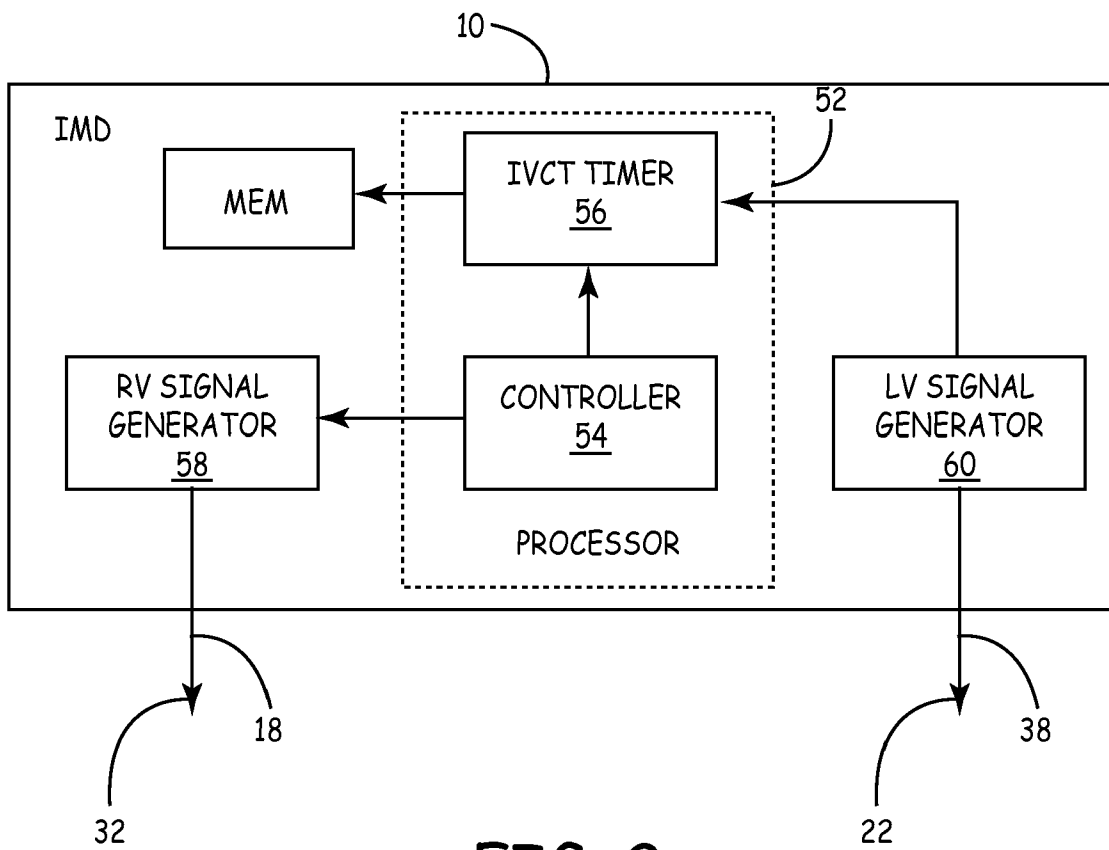 10
52
IMD
MEM
IVCT TIMER
56
RV SIGNAL
GENERATOR
58
CONTROLLER
54
LV SIGNAL
GENERATOR
60
PROCESSOR
18
38
32
22